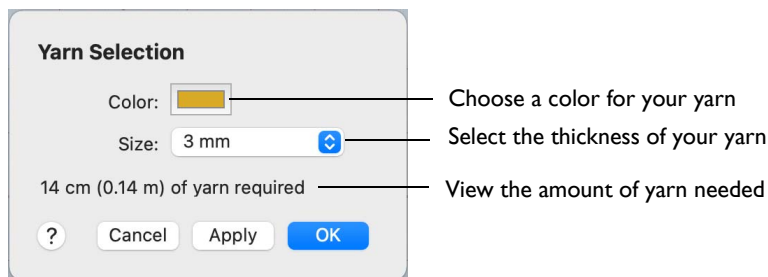 Yarn Selection
Color:
Choose a color for your yarn
Size: 3 mm
Select the thickness of your yarn
14 cm (0.14 m) of yarn required
View the amount of yarn needed
? Cancel Apply OK